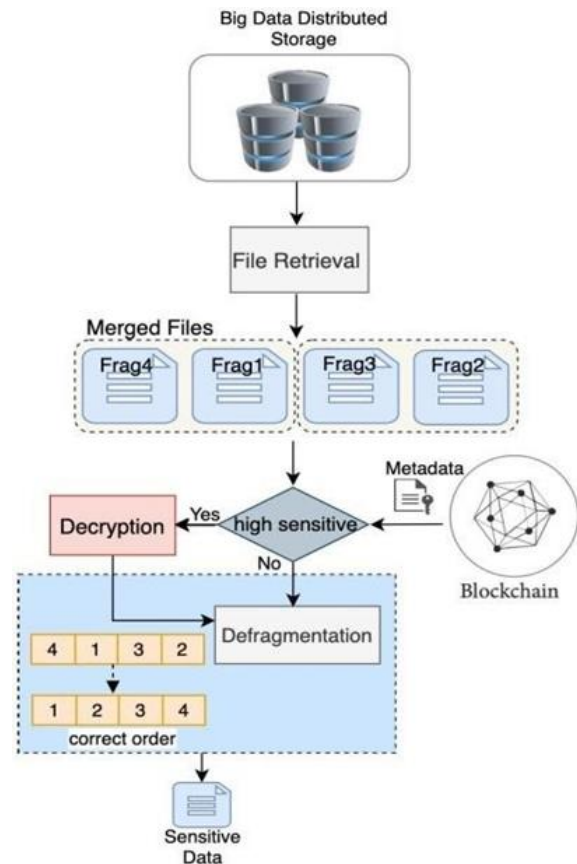 Big Data Distributed
Storage
File Retrieval
Merged Files
Frag4
Frag1
Frag3
Frag2
Metadata
Decryption
Yes
high sensitive
No
Blockchain
Defragmentation
4 1 3 2
1 2 3 4
correct order
Sensitive
Data